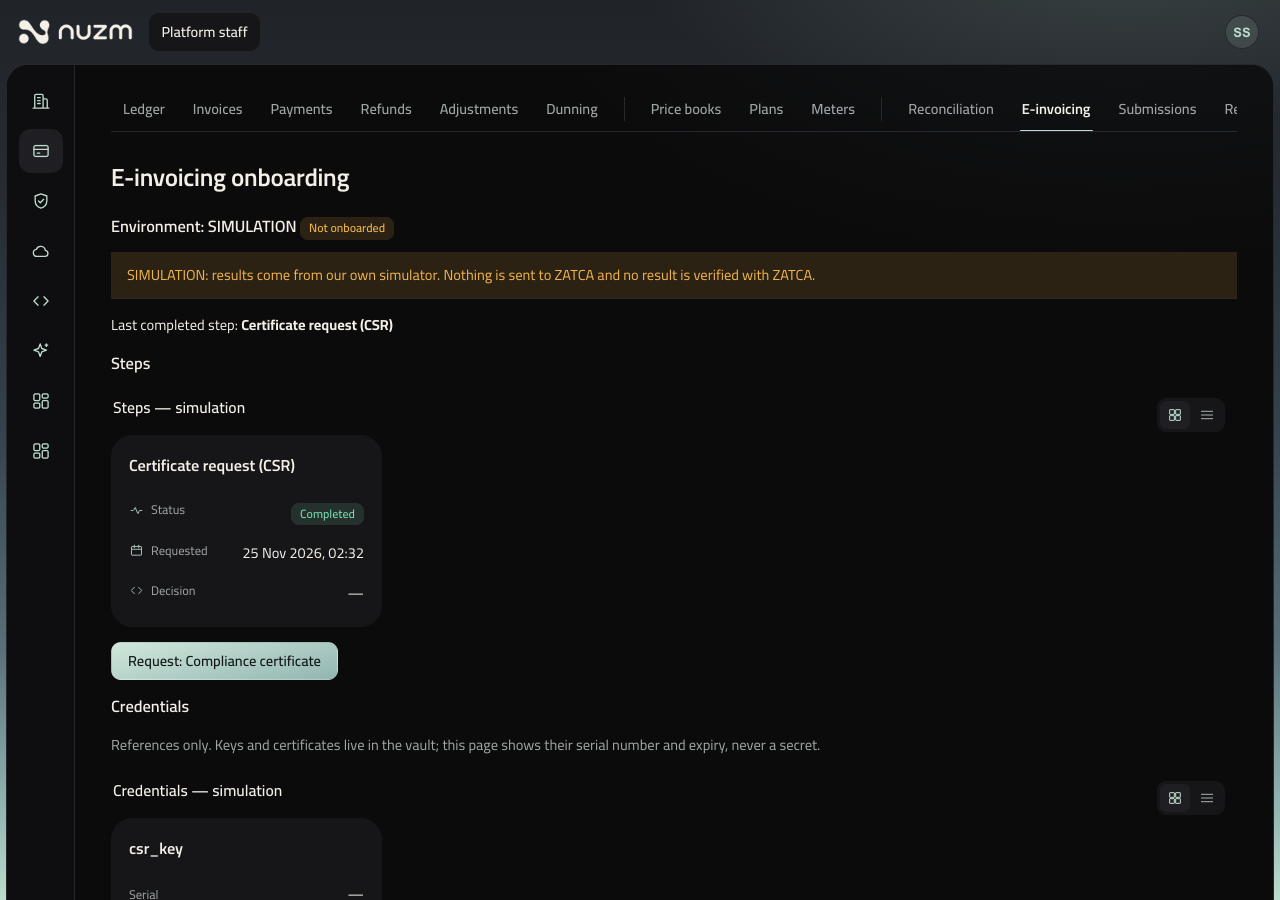 nuzm
Platform staff
SS
Ledger Invoices Payments Refunds Adjustments Dunning Price books Plans Meters Reconciliation E-invoicing Submissions
E-invoicing onboarding
Environment: SIMULATION Not onboarded
SIMULATION: results come from our own simulator. Nothing is sent to ZATCA and no result is verified with ZATCA.
Last completed step: Certificate request (CSR)
Steps
Steps — simulation
Certificate request (CSR)
Status Completed
Requested 25 Nov 2026, 02:32
Decision —
Request: Compliance certificate
Credentials
References only. Keys and certificates live in the vault; this page shows their serial number and expiry, never a secret.
Credentials — simulation
csr_key
Serial —